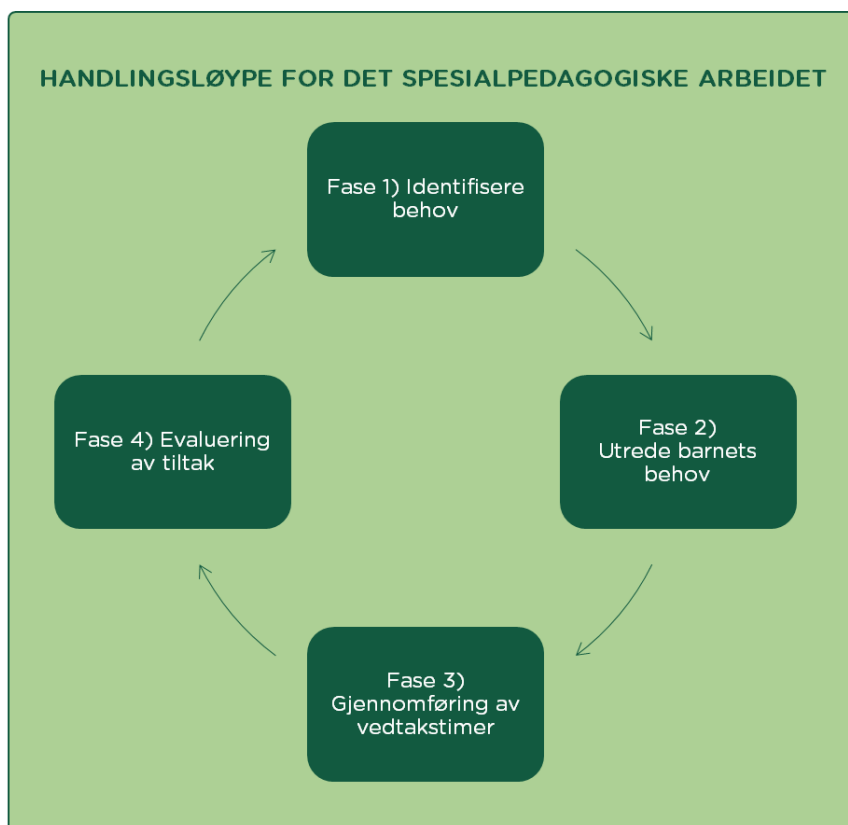 HANDLINGSLØYPE FOR DET SPESIALPEDAGOGISKE ARBEIDET
Fase 1) Identifisere
behov
Fase 2)
Utrede barnets
behov
Fase 3)
Gjennomføring av
vedtakstimer
Fase 4) Evaluering
av tiltak